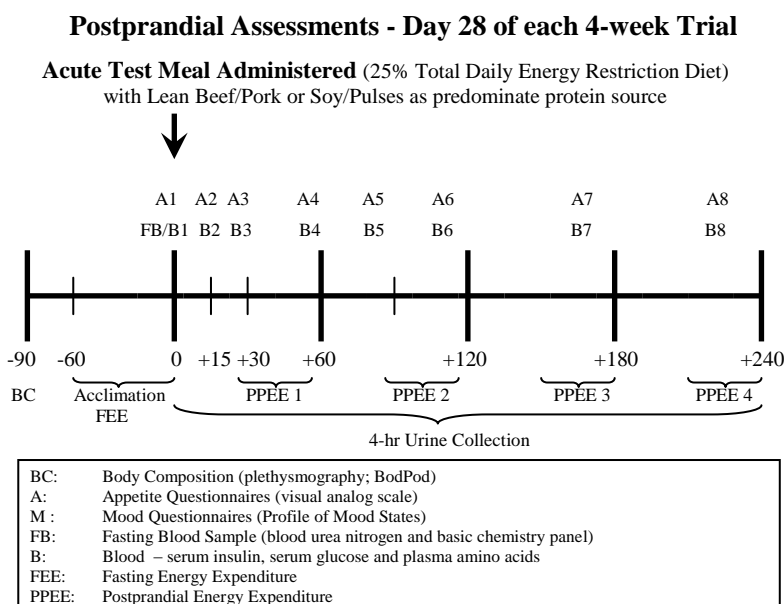 Postprandial Assessments - Day 28 of each 4-week Trial
Acute Test Meal Administered (25% Total Daily Energy Restriction Diet)
with Lean Beef/Pork or Soy/Pulses as predominate protein source
A1 A2 A3 A4 A5 A6 A7 A8
FB/B1 B2 B3 B4 B5 B6 B7 B8
-90 -60 0 +15 +30 +60 +120 +180 +240
BC Acclimation PPEE 1 PPEE 2 PPEE 3 PPEE 4
FEE
4-hr Urine Collection
BC: Body Composition (plethysmography; BodPod)
A: Appetite Questionnaires (visual analog scale)
M : Mood Questionnaires (Profile of Mood States)
FB: Fasting Blood Sample (blood urea nitrogen and basic chemistry panel)
B: Blood – serum insulin, serum glucose and plasma amino acids
FEE: Fasting Energy Expenditure
PPEE: Postprandial Energy Expenditure